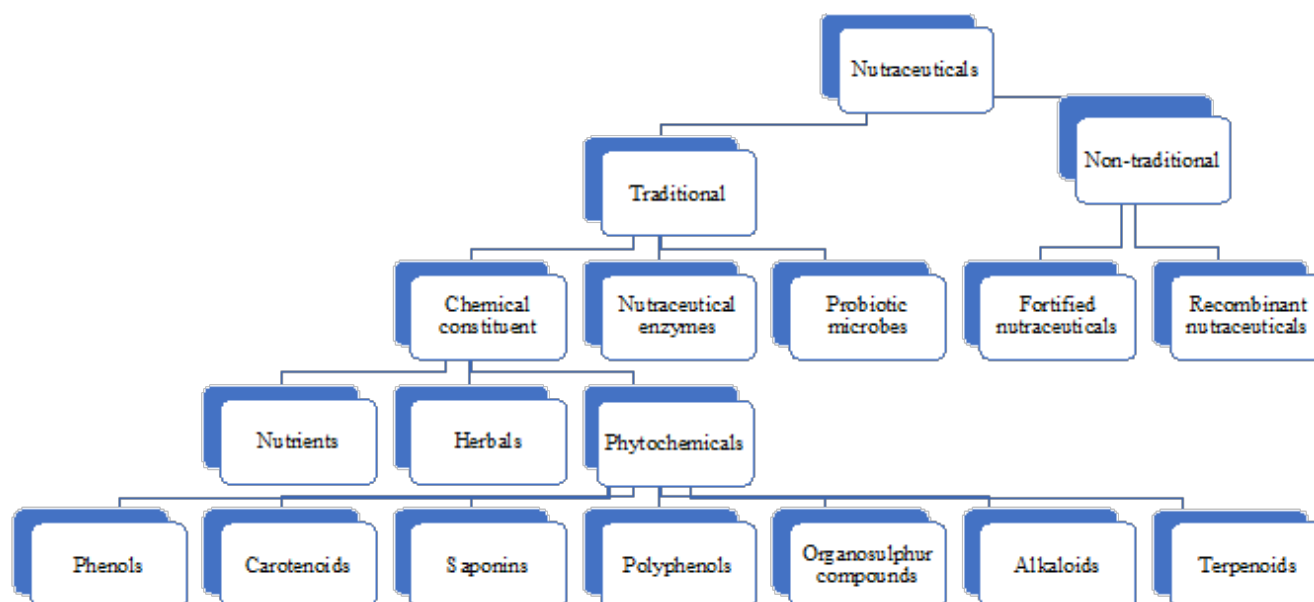 Nutraceuticals
Non-traditional
Traditional
Chemical
constituent
Nutraceutical
enzymes
Probiotic
microbes
Fortified
nutraceuticals
Recombinant
nutraceuticals
Nutrients
Herbals
Phytochemicals
Phenols
Carotenoids
Saponins
Polyphenols
Organosulphur
compounds
Alkaloids
Terpenoids